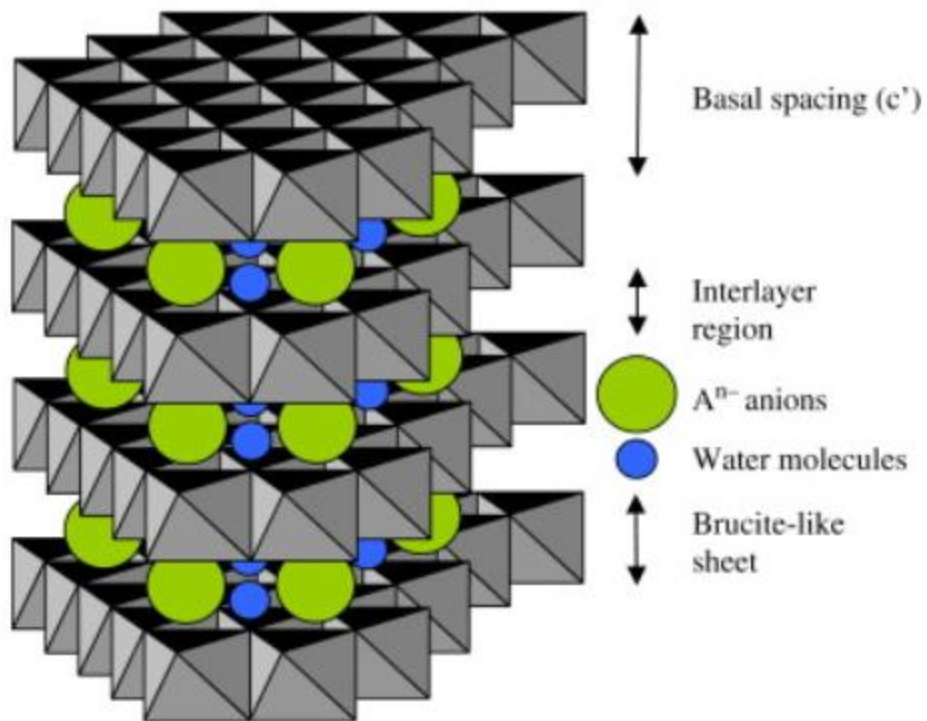 Basal spacing (c’)
Interlayer
region
Aⁿ⁻ anions
Water molecules
Brucite-like
sheet